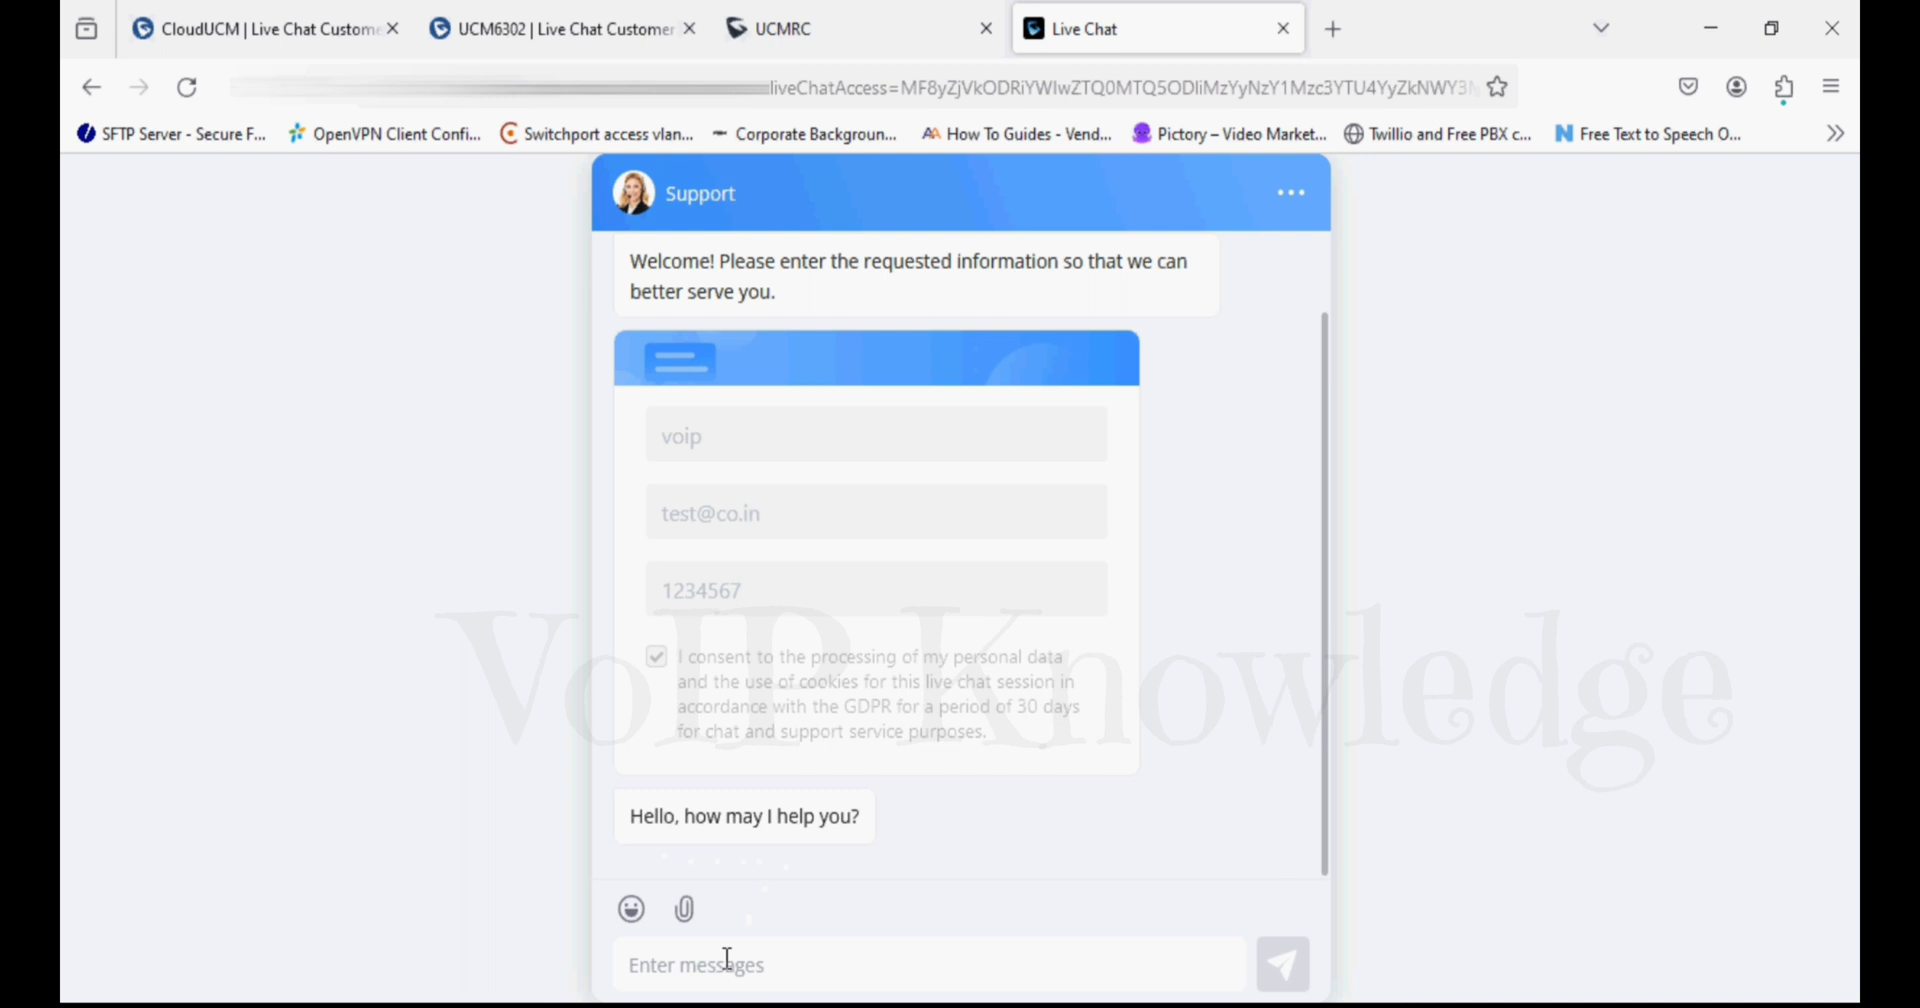 CloudUCM | Live Chat Custome
UCM6302 | Live Chat Customer
UCMRC
Live Chat
SFTP Server - Secure F...
OpenVPN Client Confi...
Switchport access vlan...
Corporate Backgroun...
How To Guides - Vend...
Pictory – Video Market...
Twillio and Free PBX c...
Free Text to Speech O...
Support
Welcome! Please enter the requested information so that we can
better serve you.
voip
test@co.in
1234567
I consent to the processing of my personal data
and the use of cookies for this live chat session in
accordance with the GDPR for a period of 30 days
for chat and support service purposes.
VoIP Knowledge
Hello, how may I help you?
Enter messages